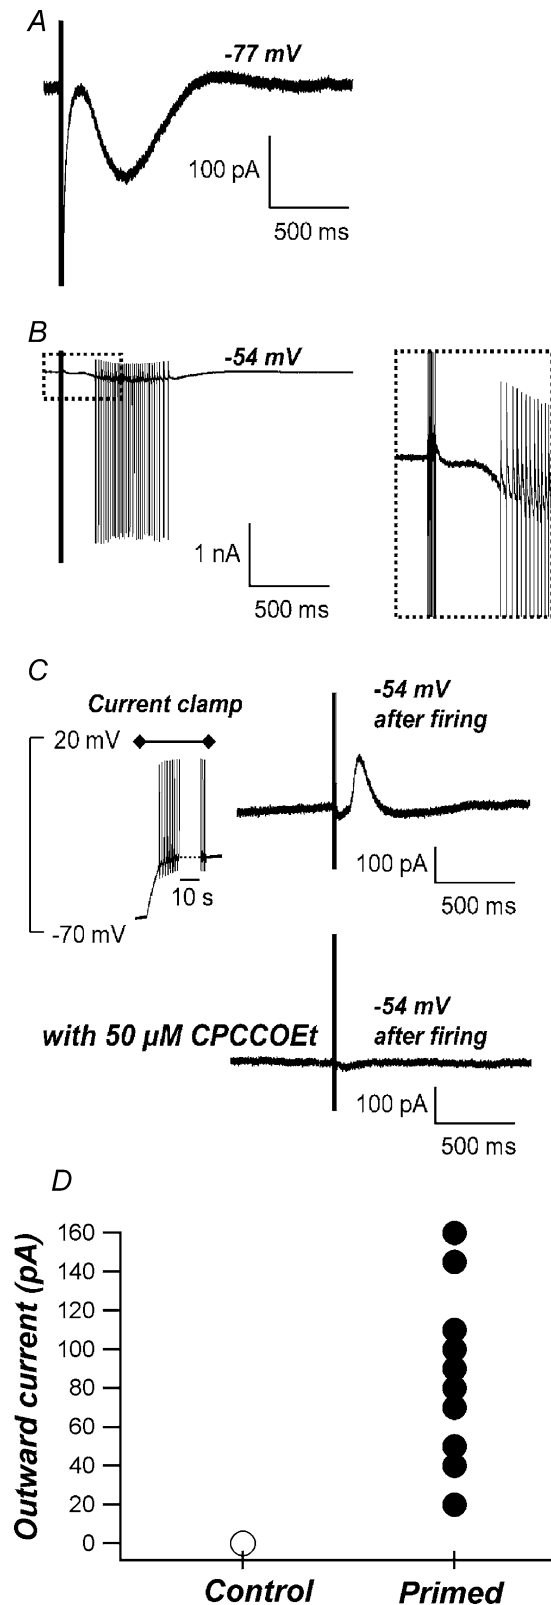 A
-77 mV
100 pA
500 ms
B
-54 mV
1 nA
500 ms
C
Current clamp
20 mV
10 s
-70 mV
-54 mV
after firing
100 pA
500 ms
with 50 µM CPCCOEt
-54 mV
after firing
100 pA
500 ms
D
Outward current (pA)
160
140
120
100
80
60
40
20
0
Control
Primed